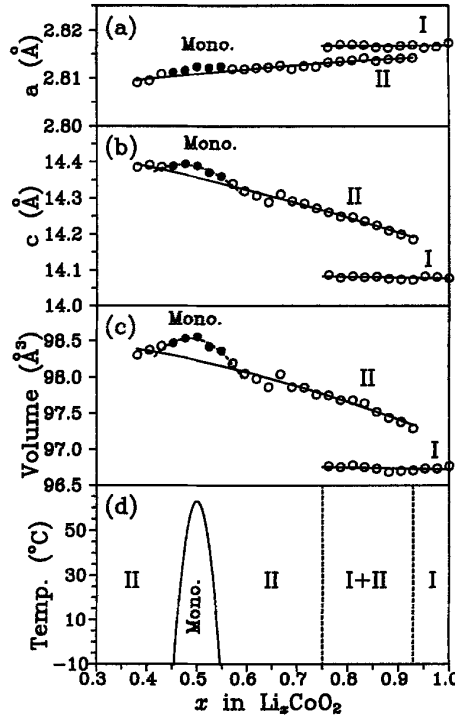 2.82
(a)
I
a (Å)
Mono.
2.81
II
2.80
Mono.
(b)
14.4
II
c (Å)
14.3
14.2
I
14.1
14.0
(c)
Mono.
98.5
Volume (Å³)
98.0
II
97.5
97.0
I
96.5
(d)
Temp. (°C)
50
30
II
Mono.
II
I+II
I
10
-10
0.3 0.4 0.5 0.6 0.7 0.8 0.9 1.0
x in LiₓCoO₂